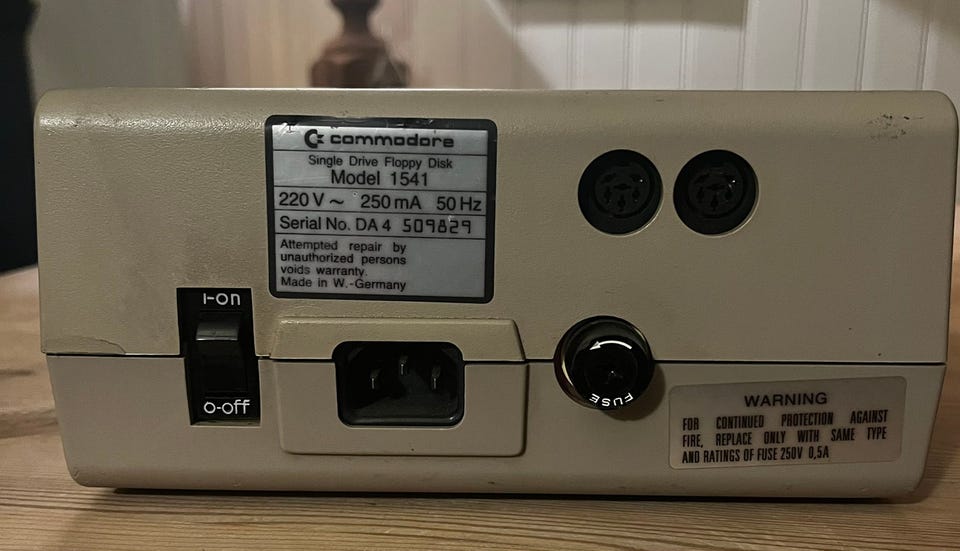 commodore
Single Drive Floppy Disk
Model 1541
220 V ~ 250 mA 50 Hz
Serial No. DA 4 509829
Attempted repair by
unauthorized persons
voids warranty.
Made in W.-Germany
I-on
o-off
FUSE
WARNING
FOR CONTINUED PROTECTION AGAINST
FIRE, REPLACE ONLY WITH SAME TYPE
AND RATINGS OF FUSE 250V 0,5A